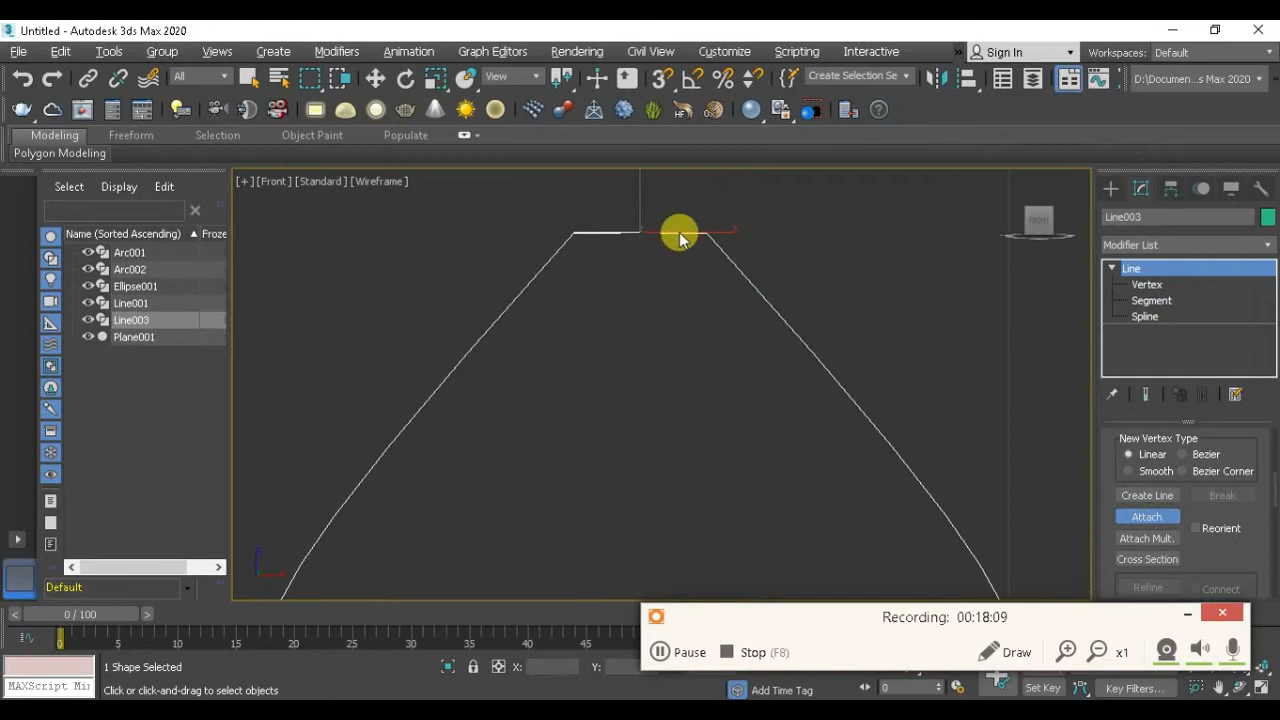 Untitled - Autodesk 3ds Max 2020
File Edit Tools Group Views Create Modifiers Animation Graph Editors Rendering Civil View Customize Scripting Interactive » Sign In Workspaces: Default
All View Create Selection Se D:\Document...s Max 2020
Modeling Freeform Selection Object Paint Populate
Polygon Modeling
Select Display Edit
[+] [Front] [Standard] [Wireframe]
Name (Sorted Ascending) ▲ Froze
Arc001
Arc002
Ellipse001
Line001
Line003
Plane001
Default
Line003
Modifier List
Line
Vertex
Segment
Spline
New Vertex Type
Linear Bezier
Smooth Bezier Corner
Create Line Break
Attach Reorient
Attach Mult.
Cross Section
Refine Connect
0 / 100
0 5 10 15 20 25 30 35 40 45
Recording: 00:18:09
Pause Stop (F8) Draw x1
1 Shape Selected X: Y:
MAXScript Mi
Click or click-and-drag to select objects
Add Time Tag 0 Set Key Key Filters...